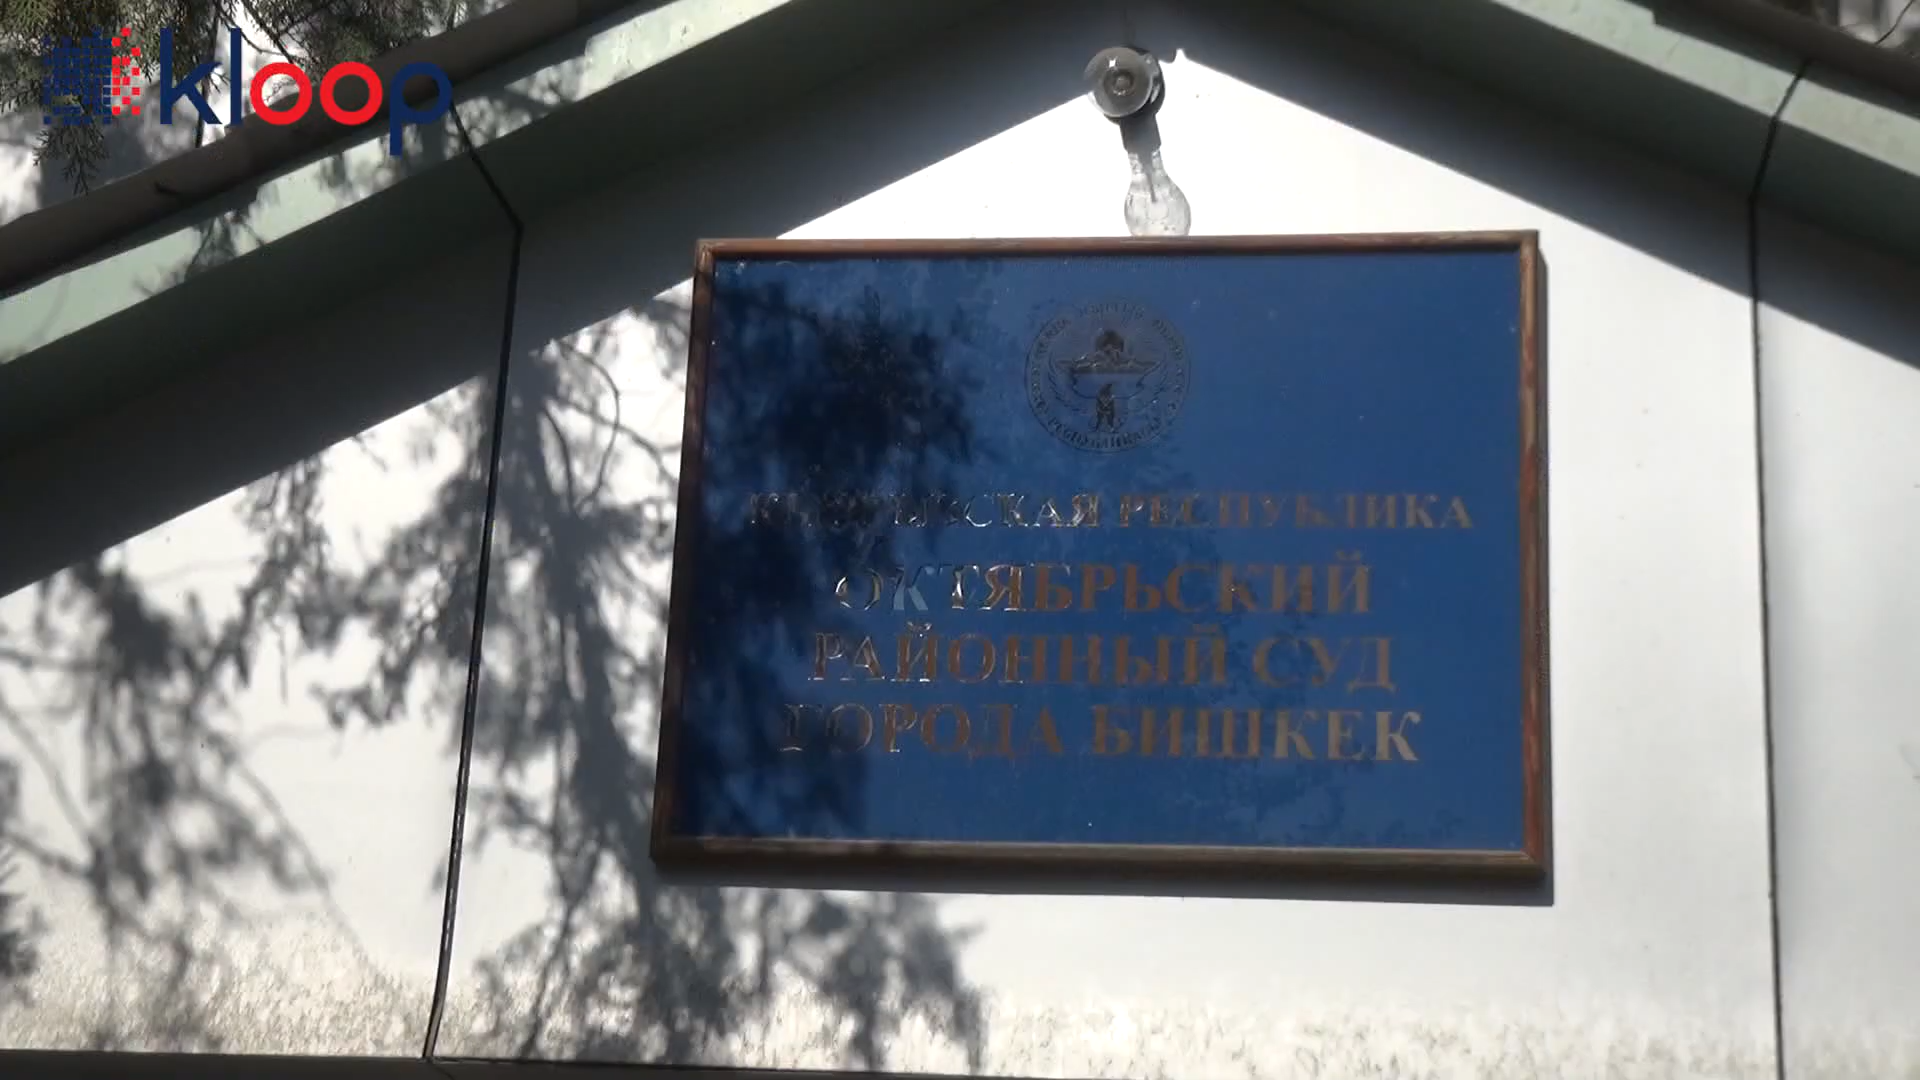 kloop
КЫРГЫЗСКАЯ РЕСПУБЛИКА
ОКТЯБРЬСКИЙ
РАЙОННЫЙ СУД
ГОРОДА БИШКЕК